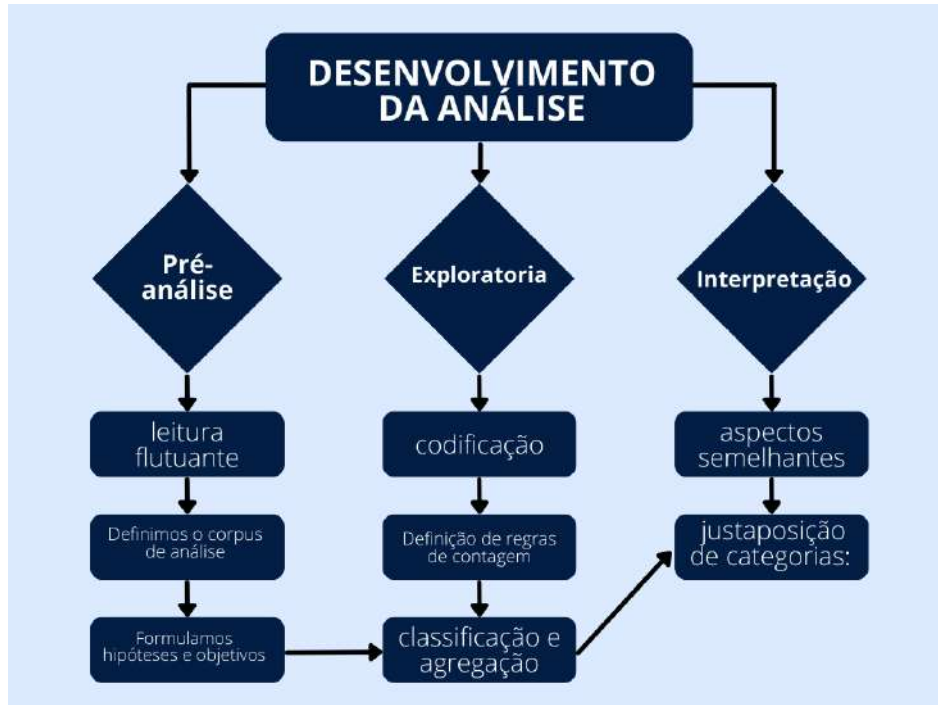 DESENVOLVIMENTO
DA ANÁLISE
Pré-
análise
Exploratoria
Interpretação
leitura
flutuante
codificação
aspectos
semelhantes
Definimos o corpus
de análise
Definição de regras
de contagem
justaposição
de categorias:
Formulamos
hipóteses e objetivos
classificação e
agregação